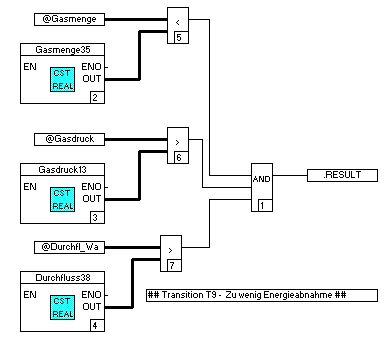 @Gasmenge
<
5
Gasmenge35
EN
ENO
CST
REAL
OUT
2
@Gasdruck
>
6
Gasdruck13
EN
ENO
CST
REAL
OUT
3
AND
1
.RESULT
@Durchfl_Wa
>
7
Durchfluss38
EN
ENO
CST
REAL
OUT
4
## Transition T9 - Zu wenig Energieabnahme ##